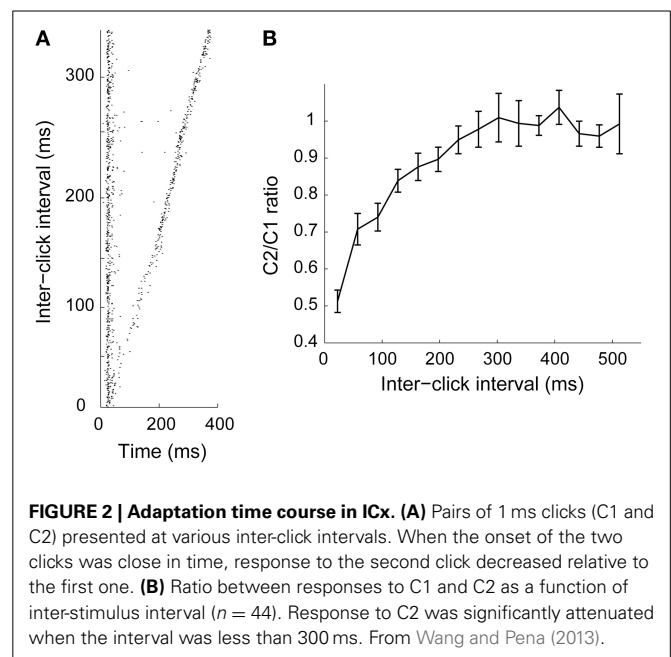 A
B
300
200
100
0
Inter−click interval (ms)
0
200
400
Time (ms)
1
0.9
0.8
0.7
0.6
0.5
0.4
C2/C1 ratio
0
100
200
300
400
500
Inter−click interval (ms)
FIGURE 2 | Adaptation time course in ICx. (A) Pairs of 1 ms clicks (C1 and
C2) presented at various inter-click intervals. When the onset of the two
clicks was close in time, response to the second click decreased relative to
the first one. (B) Ratio between responses to C1 and C2 as a function of
inter-stimulus interval (n = 44). Response to C2 was significantly attenuated
when the interval was less than 300 ms. From Wang and Pena (2013).